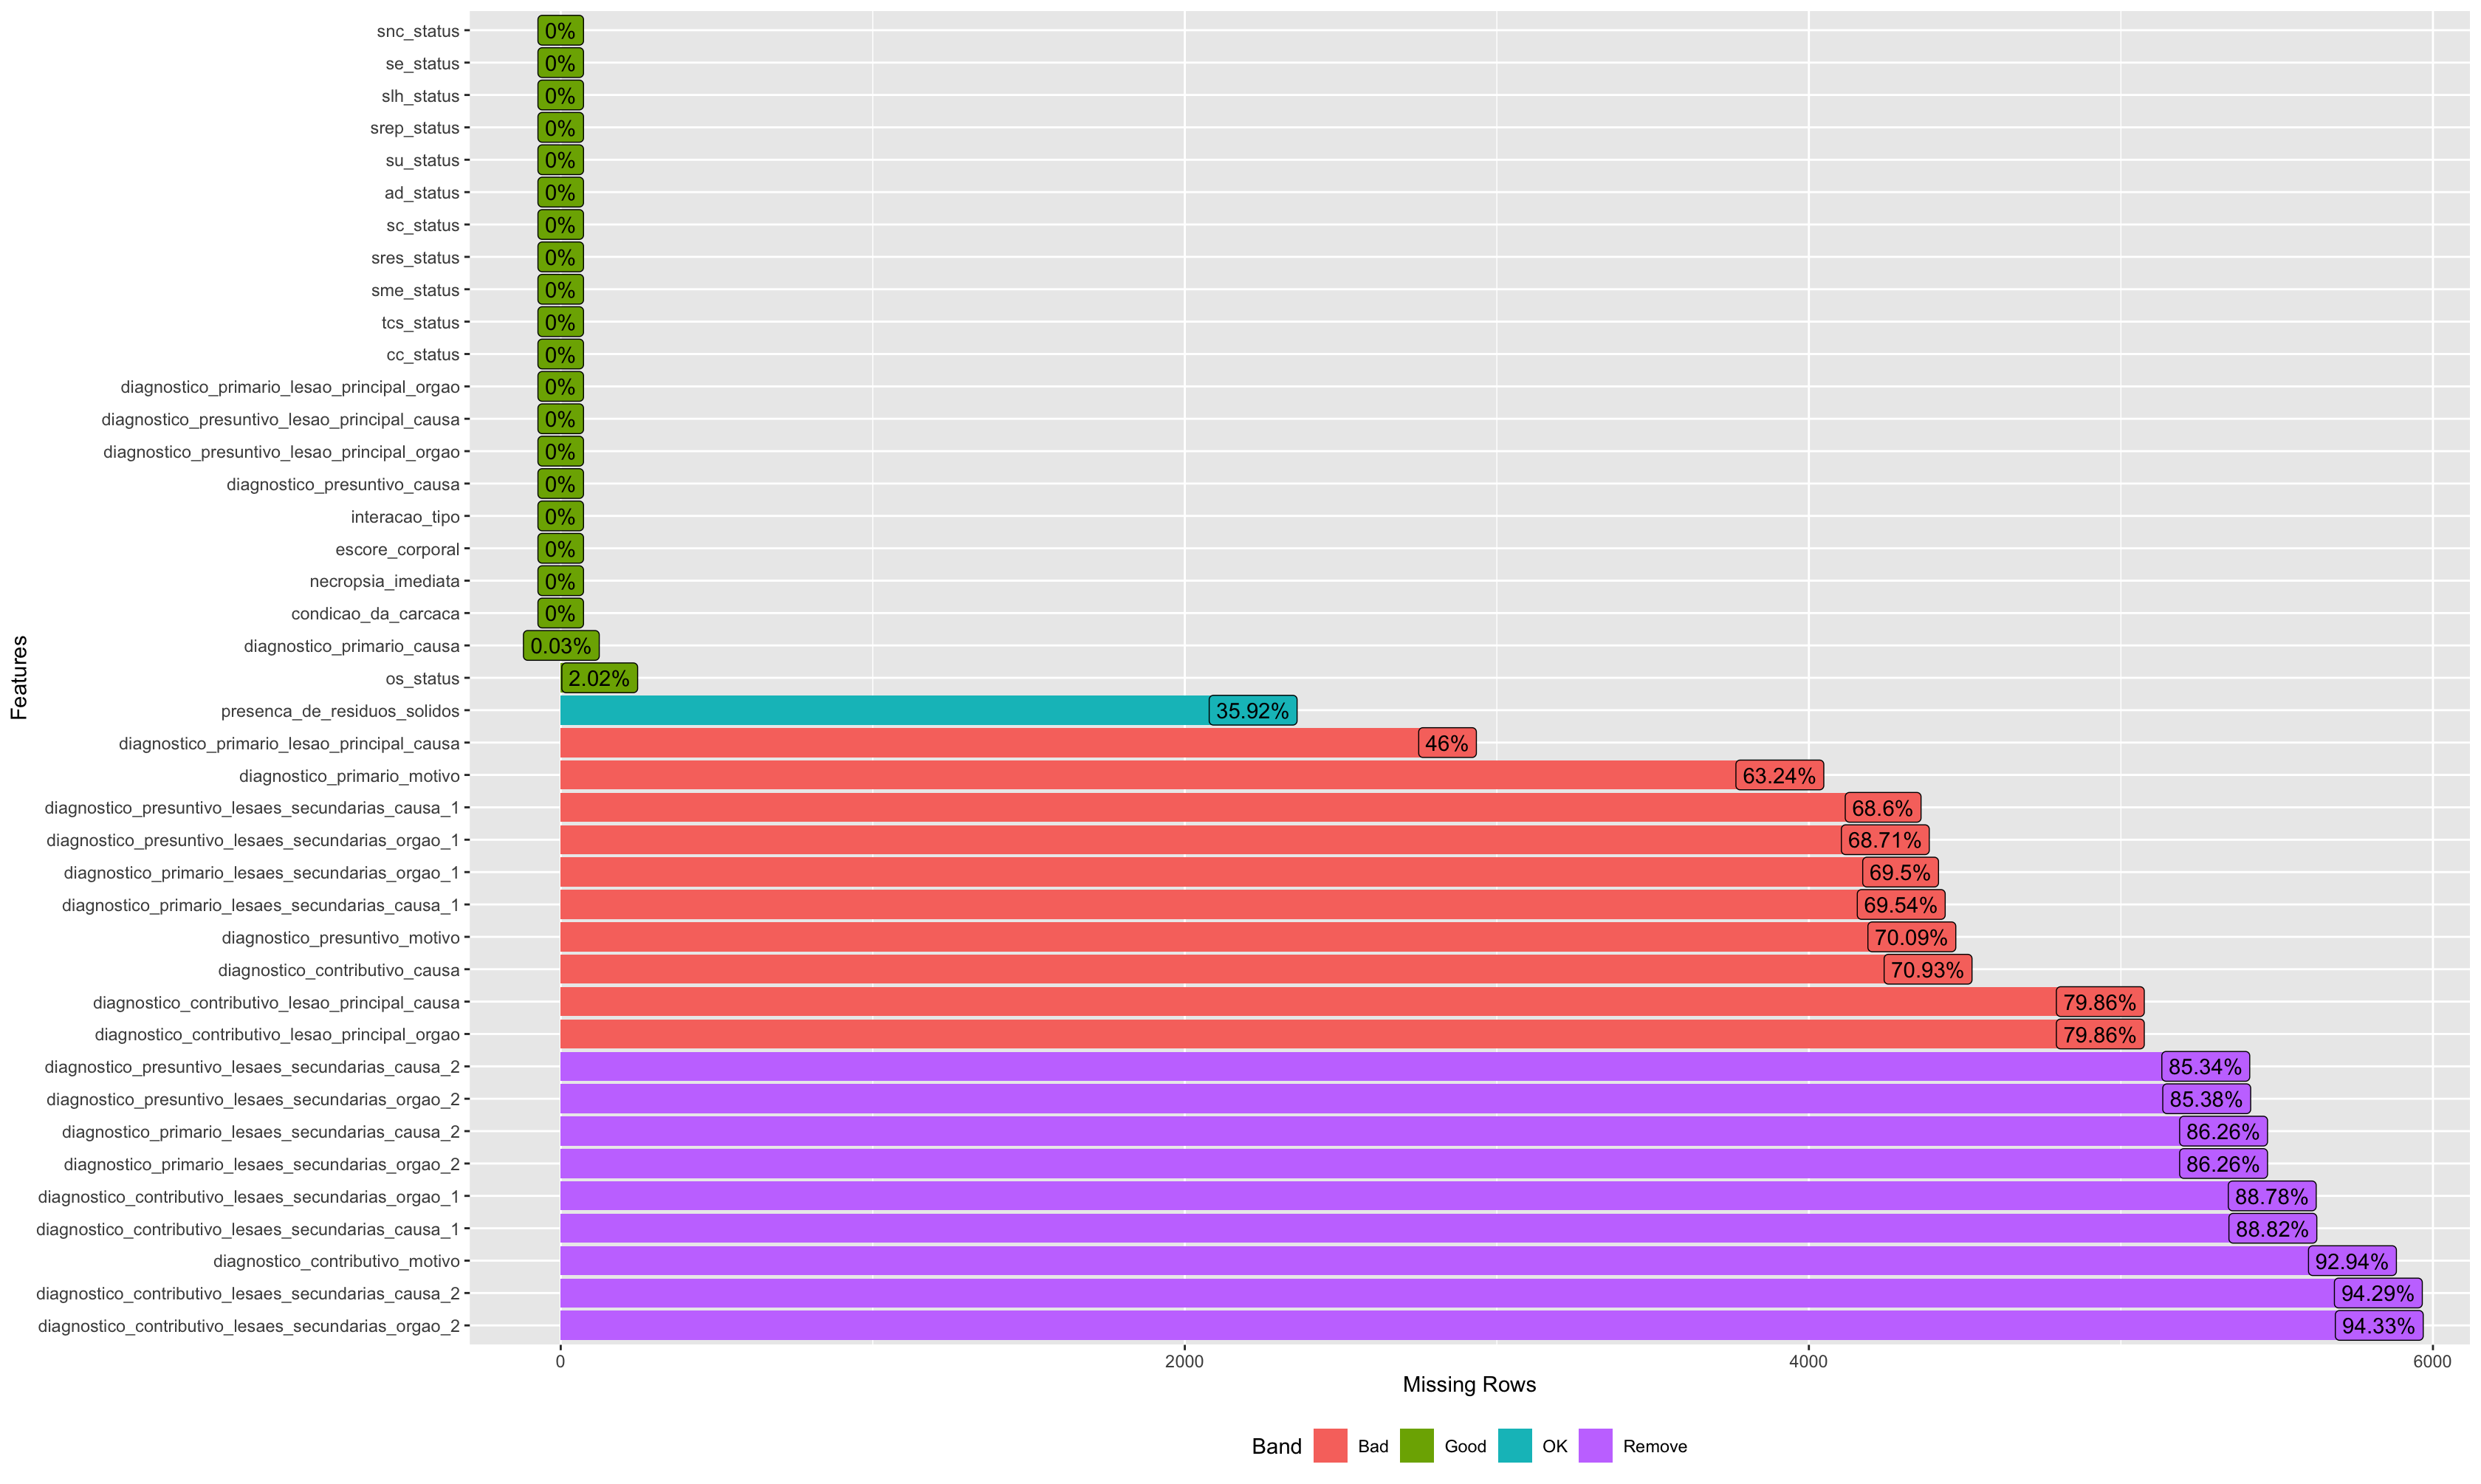 snc_status 0%
se_status 0%
slh_status 0%
srep_status 0%
su_status 0%
ad_status 0%
sc_status 0%
sres_status 0%
sme_status 0%
tcs_status 0%
cc_status 0%
diagnostico_primario_lesao_principal_orgao 0%
diagnostico_presuntivo_lesao_principal_causa 0%
diagnostico_presuntivo_lesao_principal_orgao 0%
diagnostico_presuntivo_causa 0%
interacao_tipo 0%
escore_corporal 0%
necropsia_imediata 0%
condicao_da_carcaca 0%
diagnostico_primario_causa 0.03%
os_status 2.02%
presenca_de_residuos_solidos 35.92%
diagnostico_primario_lesao_principal_causa 46%
diagnostico_primario_motivo 63.24%
diagnostico_presuntivo_lesaes_secundarias_causa_1 68.6%
diagnostico_presuntivo_lesaes_secundarias_orgao_1 68.71%
diagnostico_primario_lesaes_secundarias_orgao_1 69.5%
diagnostico_primario_lesaes_secundarias_causa_1 69.54%
diagnostico_presuntivo_motivo 70.09%
diagnostico_contributivo_causa 70.93%
diagnostico_contributivo_lesao_principal_causa 79.86%
diagnostico_contributivo_lesao_principal_orgao 79.86%
diagnostico_presuntivo_lesaes_secundarias_causa_2 85.34%
diagnostico_presuntivo_lesaes_secundarias_orgao_2 85.38%
diagnostico_primario_lesaes_secundarias_causa_2 86.26%
diagnostico_primario_lesaes_secundarias_orgao_2 86.26%
diagnostico_contributivo_lesaes_secundarias_orgao_1 88.78%
diagnostico_contributivo_lesaes_secundarias_causa_1 88.82%
diagnostico_contributivo_motivo 92.94%
diagnostico_contributivo_lesaes_secundarias_causa_2 94.29%
diagnostico_contributivo_lesaes_secundarias_orgao_2 94.33%
Features
0 2000 4000 6000
Missing Rows
Band Bad Good OK Remove